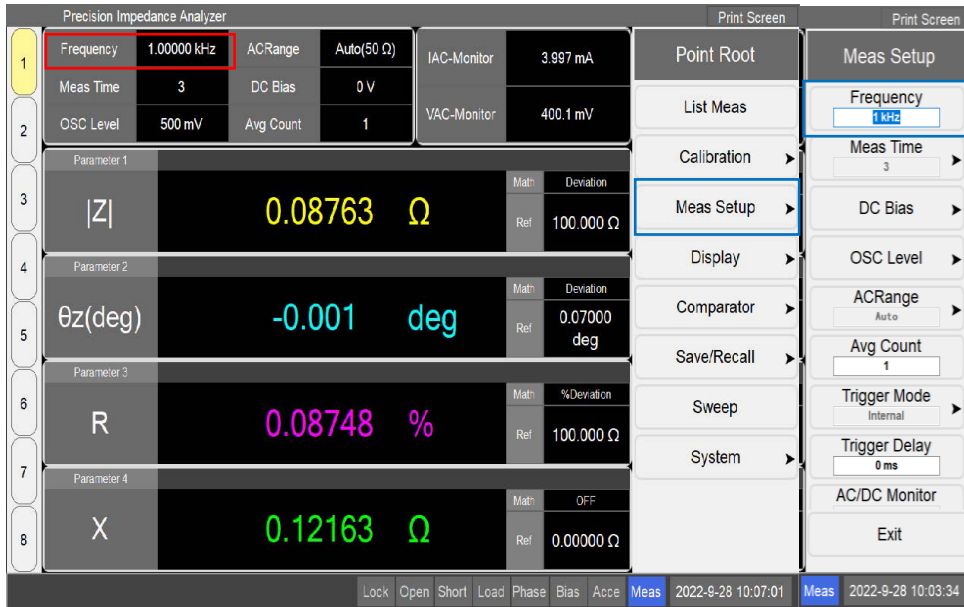 Precision Impedance Analyzer
Print Screen
Print Screen
1
2
3
4
5
6
7
8
Frequency 1.00000 kHz ACRange Auto(50 Ω)
Meas Time 3 DC Bias 0 V
OSC Level 500 mV Avg Count 1
IAC-Monitor 3.997 mA
VAC-Monitor 400.1 mV
Parameter 1
|Z| 0.08763 Ω
Math Deviation
Ref 100.000 Ω
Parameter 2
θz(deg) -0.001 deg
Math Deviation
Ref 0.07000
deg
Parameter 3
R 0.08748 %
Math %Deviation
Ref 100.000 Ω
Parameter 4
X 0.12163 Ω
Math OFF
Ref 0.00000 Ω
Point Root
List Meas
Calibration
Meas Setup
Display
Comparator
Save/Recall
Sweep
System
Meas Setup
Frequency
1 kHz
Meas Time
3
DC Bias
OSC Level
ACRange
Auto
Avg Count
1
Trigger Mode
Internal
Trigger Delay
0 ms
AC/DC Monitor
Exit
Lock Open Short Load Phase Bias Acce Meas 2022-9-28 10:07:01
Meas 2022-9-28 10:03:34